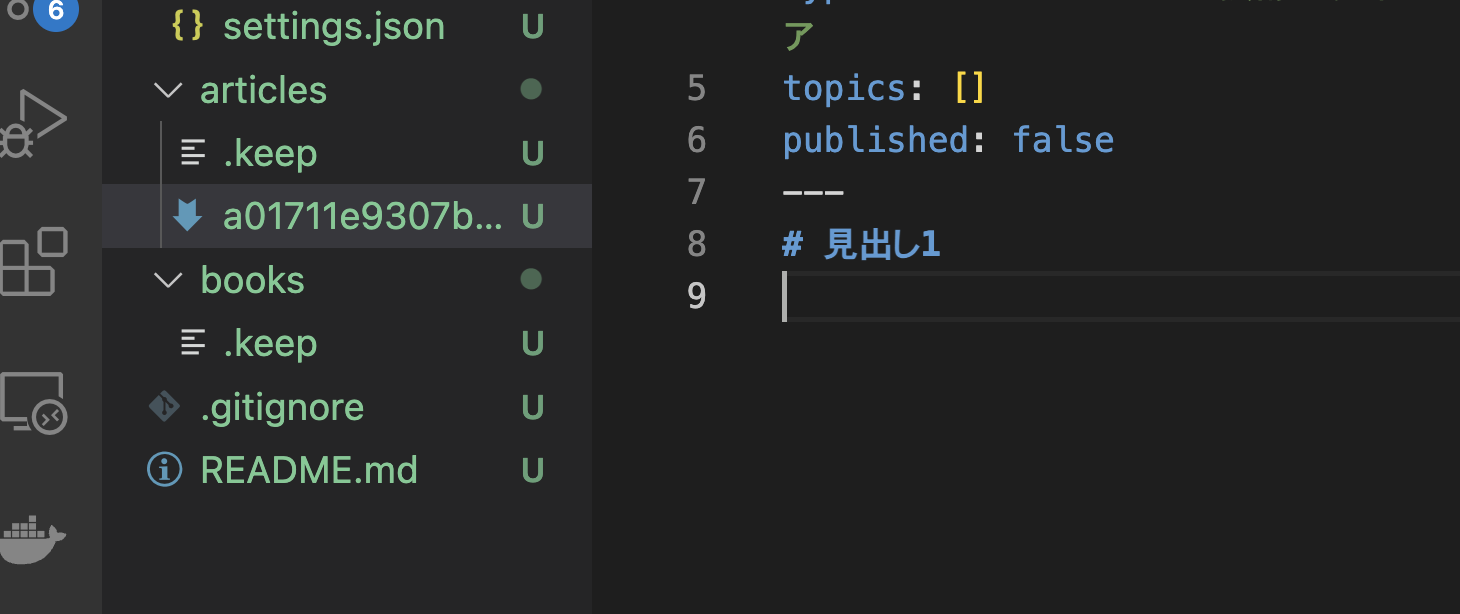 6
{} settings.json U
articles
.keep U
a01711e9307b... U
books
.keep U
.gitignore U
README.md U
ア
5 topics: []
6 published: false
7 ---
8 # 見出し1
9